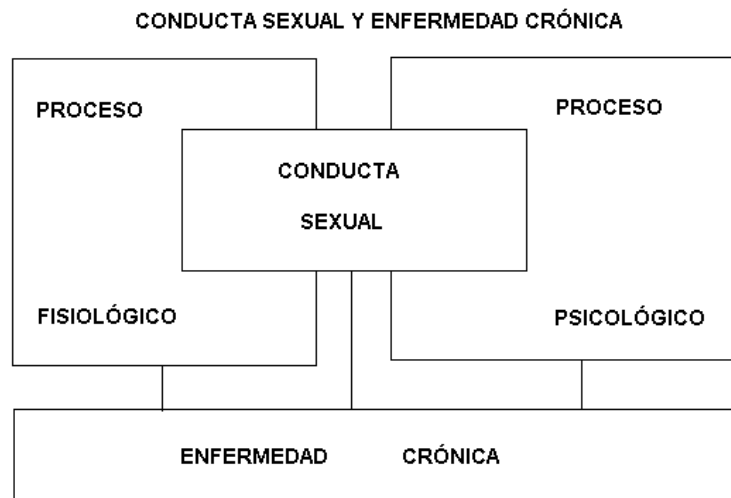 CONDUCTA SEXUAL Y ENFERMEDAD CRÓNICA
PROCESO
PROCESO
CONDUCTA
SEXUAL
FISIOLÓGICO
PSICOLÓGICO
ENFERMEDAD CRÓNICA